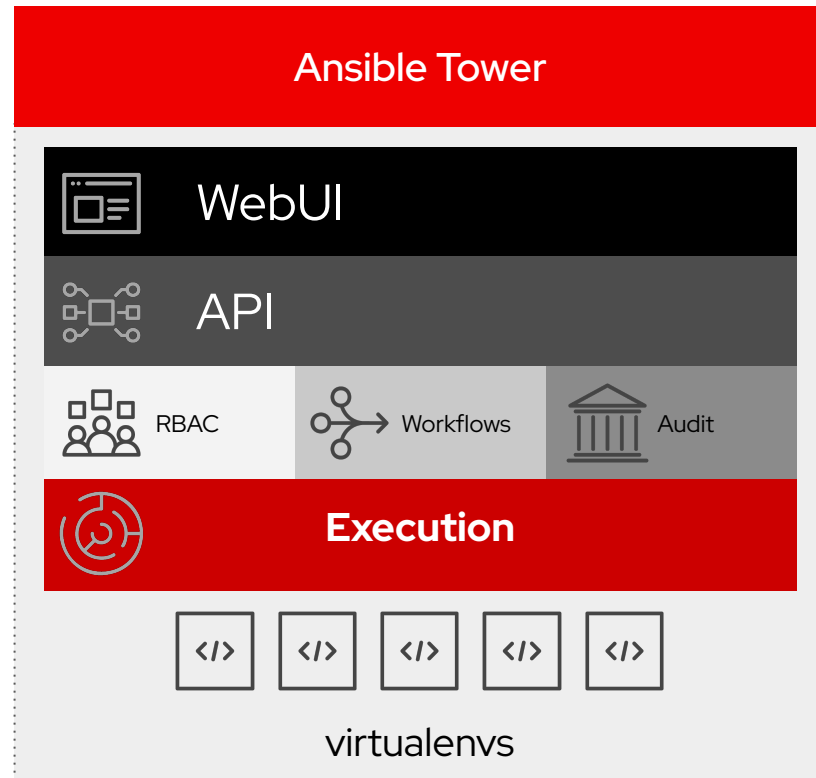 Ansible Tower
WebUI
API
RBAC
Workflows
Audit
Execution
</> </> </> </> </>
virtualenvs